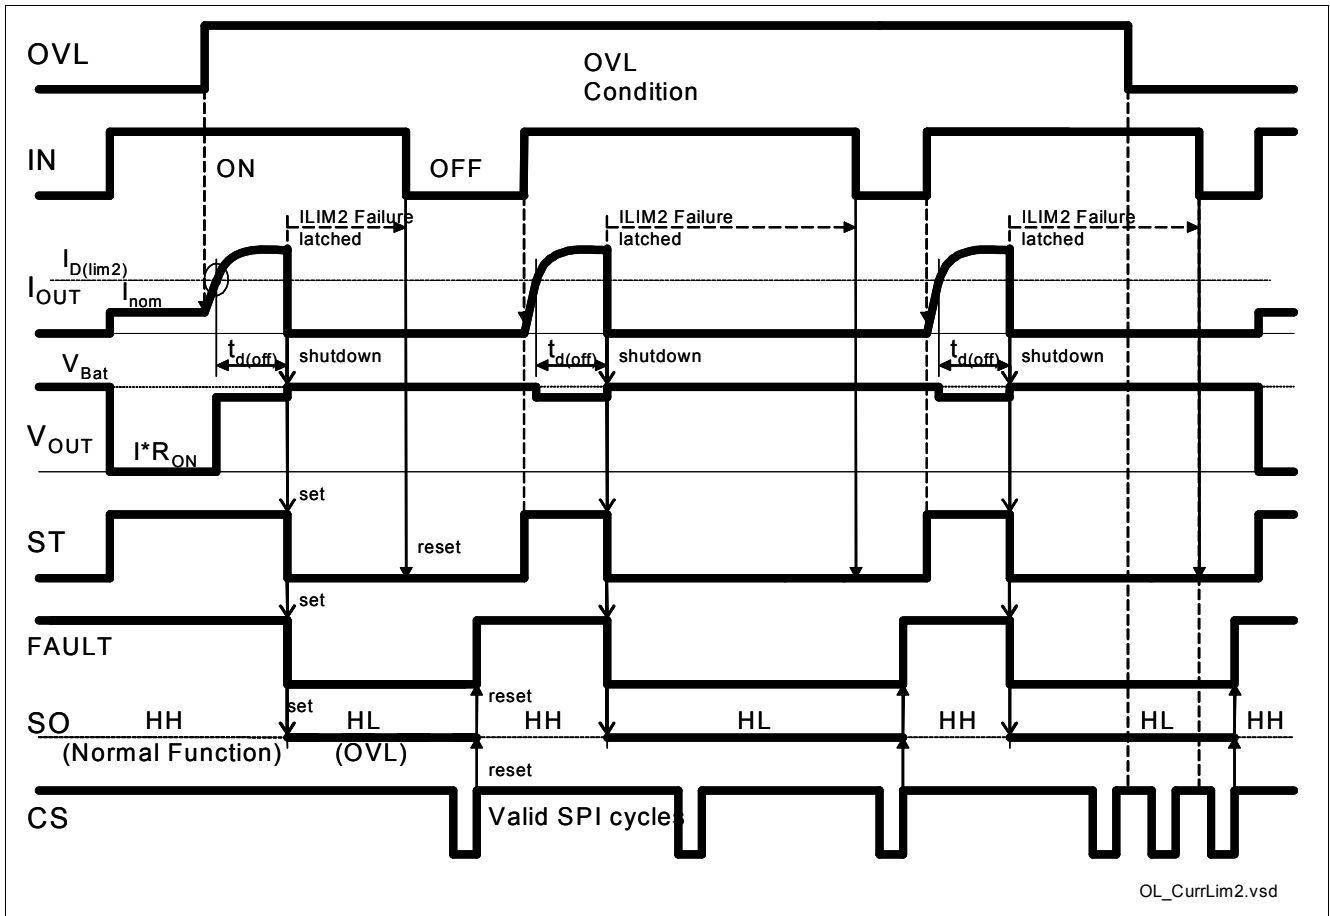 OVL
OVL
Condition
IN
ON
OFF
ILIM2 Failure
latched
ILIM2 Failure
latched
ILIM2 Failure
latched
ID(lim2)
IOUT
Inom
td(off)
shutdown
td(off)
shutdown
td(off)
shutdown
VBat
VOUT
I*RON
set
ST
reset
set
FAULT
reset
set
SO
HH
HL
HH
HL
HH
HL
HH
(Normal Function)
(OVL)
reset
CS
Valid SPI cycles
OL_CurrLim2.vsd